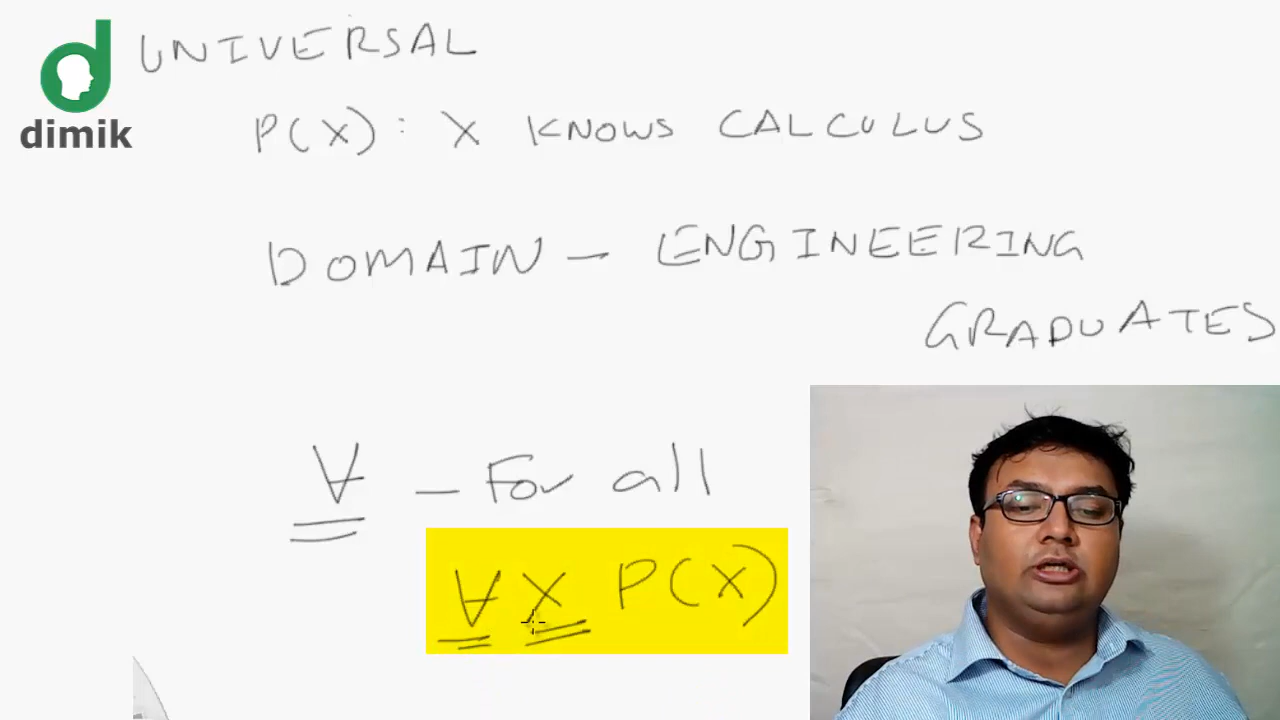 dimik
UNIVERSAL
P(X) : X KNOWS CALCULUS
DOMAIN – ENGINEERING
GRADUATES
∀ – For all
∀ X P(X)